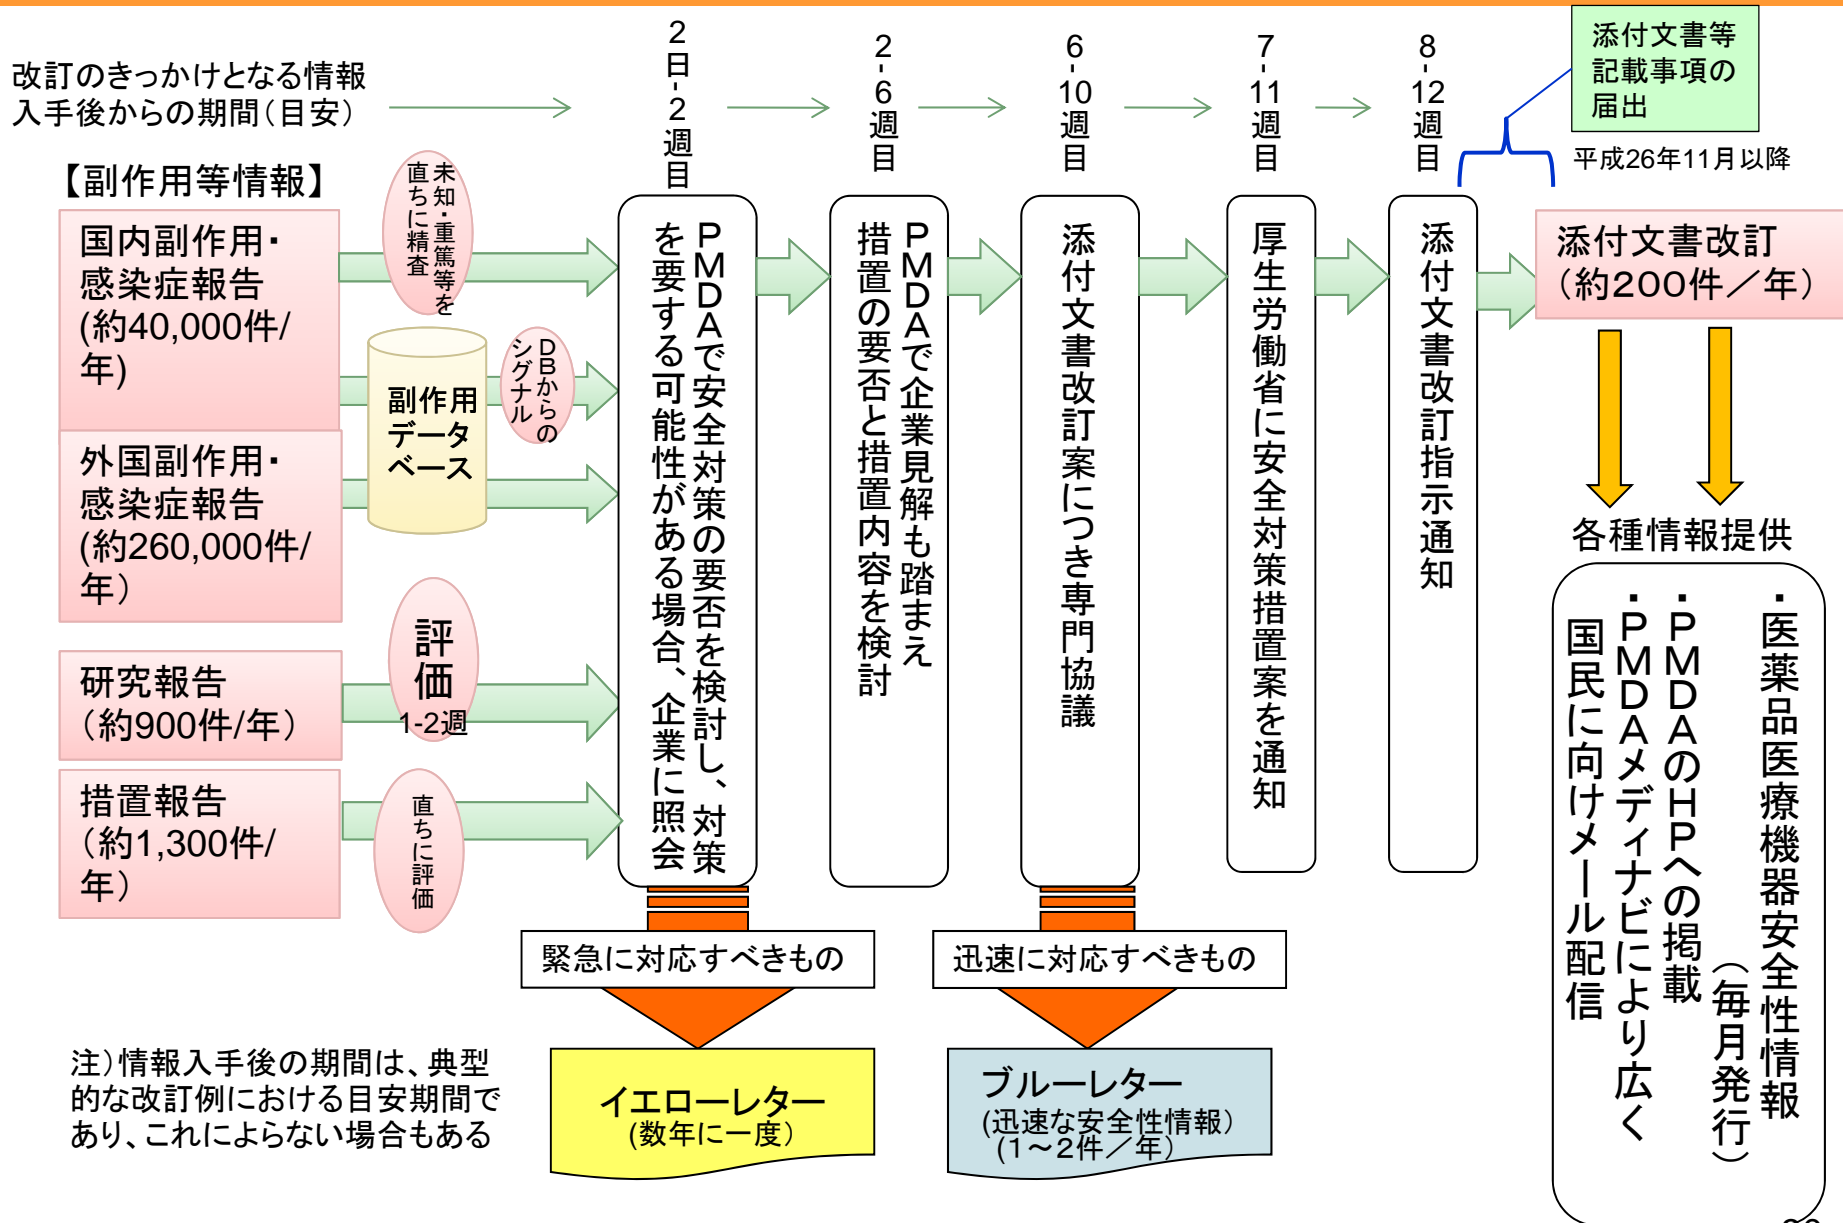 改訂のきっかけとなる情報
入手後からの期間（目安）
2日-2週目
2-6週目
6-10週目
7-11週目
8-12週目
添付文書等
記載事項の
届出
平成26年11月以降
【副作用等情報】
国内副作用・
感染症報告
(約40,000件/
年)
外国副作用・
感染症報告
(約260,000件/
年）
研究報告
（約900件/年）
措置報告
（約1,300件/
年）
未知・重篤等を
直ちに精査
副作用
データ
ベース
DBからの
シグナル
評価
1-2週
直ちに評価
ＰＭＤＡで安全対策の要否を検討し、対策
を要する可能性がある場合、企業に照会
ＰＭＤＡで企業見解も踏まえ
措置の要否と措置内容を検討
添付文書改訂案につき専門協議
厚生労働省に安全対策措置案を通知
添付文書改訂指示通知
添付文書改訂
（約２００件／年）
各種情報提供
・医薬品医療機器安全性情報
（毎月発行）
・ＰＭＤＡのＨＰへの掲載
・ＰＭＤＡメディナビにより広く
国民に向けメール配信
緊急に対応すべきもの
迅速に対応すべきもの
イエローレター
(数年に一度）
ブルーレター
(迅速な安全性情報）
(１～２件／年）
注）情報入手後の期間は、典型
的な改訂例における目安期間で
あり、これによらない場合もある